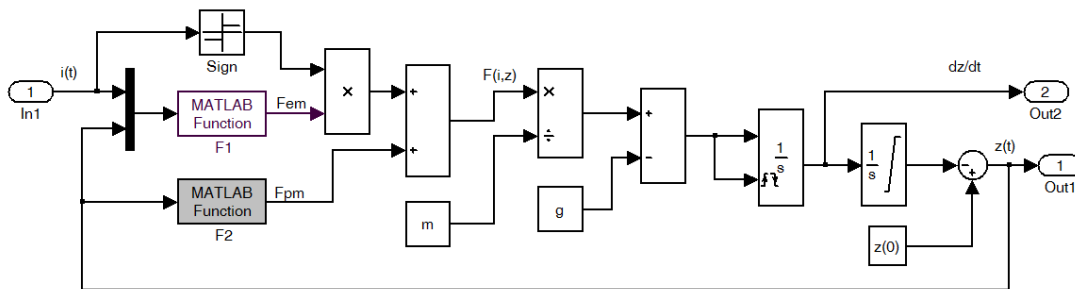 i(t)
1
In1
Sign
MATLAB
Function
F1
Fem
MATLAB
Function
F2
Fpm
×
+
+
F(i,z)
m
×
÷
g
+
-
1
s
dz/dt
2
Out2
1
s
z(0)
-
+
z(t)
1
Out1